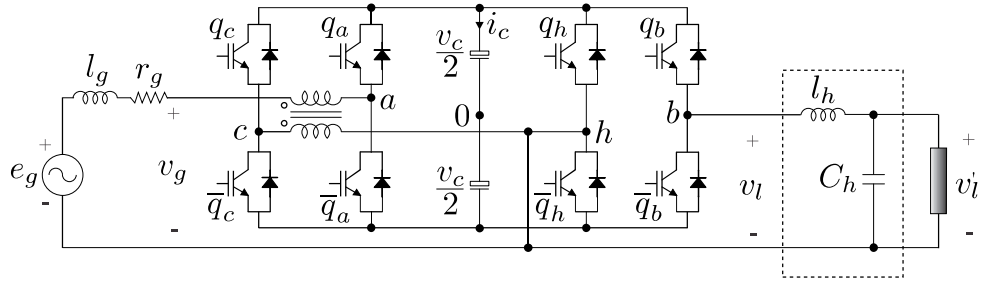 q_c
q_a
v_c/2
i_c
q_h
q_b
l_g
r_g
l_h
+
a
0
b
c
h
+
+
+
e_g
v_g
q̅_c
q̅_a
v_c/2
q̅_h
q̅_b
v_l
C_h
v_l'
-
-
-
-